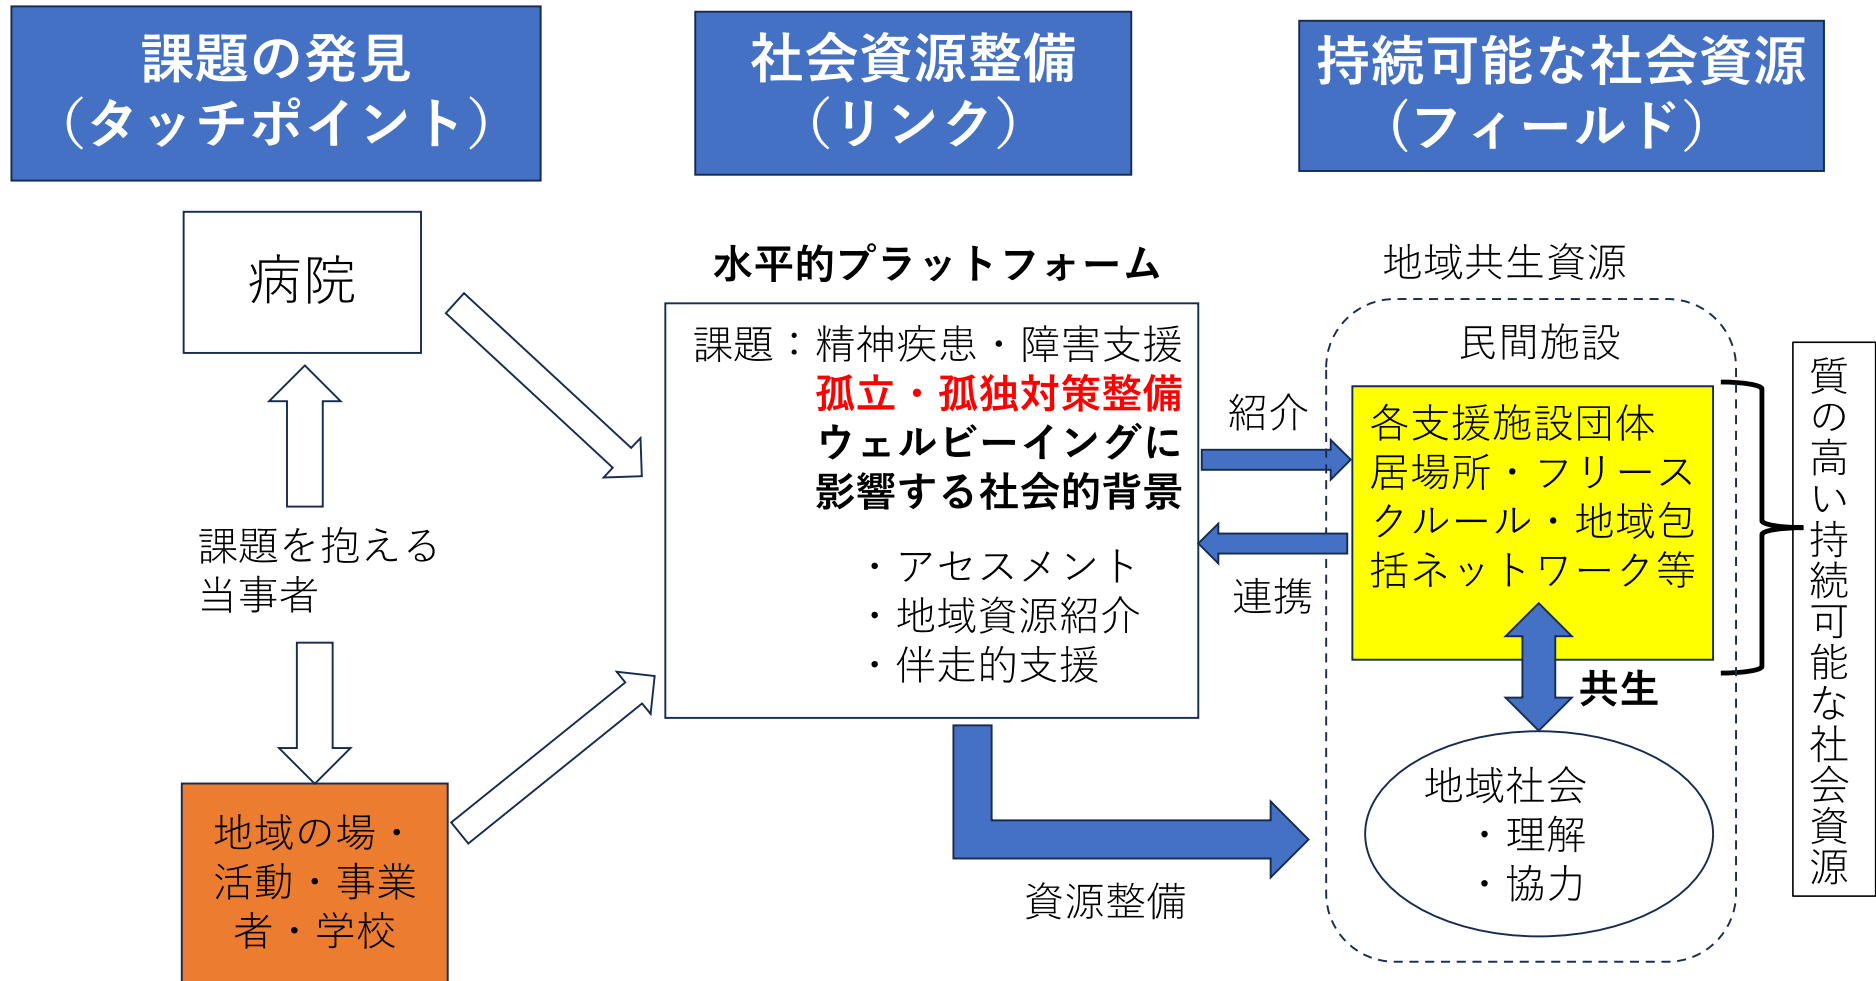 課題の発見
（タッチポイント）
社会資源整備
（リンク）
持続可能な社会資源
（フィールド）
病院
課題を抱える
当事者
地域の場・
活動・事業
者・学校
水平的プラットフォーム
課題：精神疾患・障害支援
孤立・孤独対策整備
ウェルビーイングに
影響する社会的背景
・アセスメント
・地域資源紹介
・伴走的支援
紹介
連携
資源整備
地域共生資源
民間施設
各支援施設団体
居場所・フリース
クルール・地域包
括ネットワーク等
共生
地域社会
・理解
・協力
質の高い持続可能な社会資源